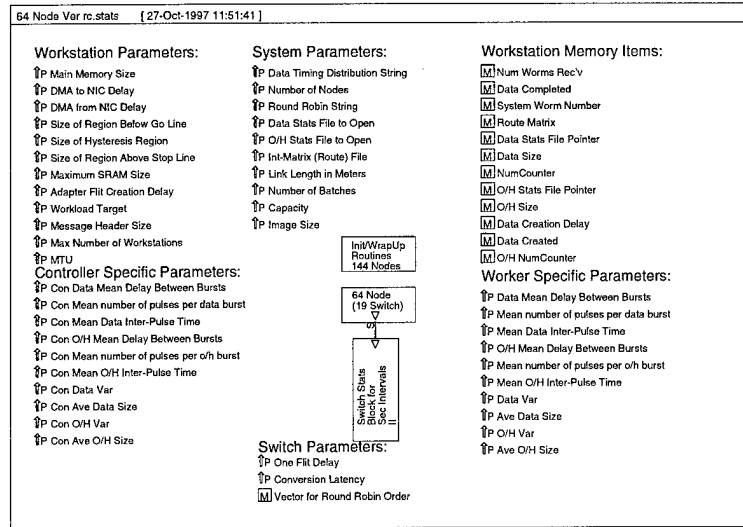 64 Node Var rc.stats [ 27-Oct-1997 11:51:41 ]
Workstation Parameters:
⇑P Main Memory Size
⇑P DMA to NIC Delay
⇑P DMA from NIC Delay
⇑P Size of Region Below Go Line
⇑P Size of Hysteresis Region
⇑P Size of Region Above Stop Line
⇑P Maximum SRAM Size
⇑P Adapter Flit Creation Delay
⇑P Workload Target
⇑P Message Header Size
⇑P Max Number of Workstations
⇑P MTU
Controller Specific Parameters:
⇑P Con Data Mean Delay Between Bursts
⇑P Con Mean number of pulses per data burst
⇑P Con Mean Data Inter-Pulse Time
⇑P Con O/H Mean Delay Between Bursts
⇑P Con Mean number of pulses per o/h burst
⇑P Con Mean O/H Inter-Pulse Time
⇑P Con Data Var
⇑P Con Ave Data Size
⇑P Con O/H Var
⇑P Con Ave O/H Size
System Parameters:
⇑P Data Timing Distribution String
⇑P Number of Nodes
⇑P Round Robin String
⇑P Data Stats File to Open
⇑P O/H Stats File to Open
⇑P Int-Matrix (Route) File
⇑P Link Length in Meters
⇑P Number of Batches
⇑P Capacity
⇑P Image Size
Init/WrapUp
Routines
144 Nodes
64 Node
(19 Switch)
S
Switch Stats
Block for
Sec Intervals
II
Switch Parameters:
⇑P One Flit Delay
⇑P Conversion Latency
M Vector for Round Robin Order
Workstation Memory Items:
M Num Worms Rec'v
M Data Completed
M System Worm Number
M Route Matrix
M Data Stats File Pointer
M Data Size
M NumCounter
M O/H Stats File Pointer
M O/H Size
M Data Creation Delay
M Data Created
M O/H NumCounter
Worker Specific Parameters:
⇑P Data Mean Delay Between Bursts
⇑P Mean number of pulses per data burst
⇑P Mean Data Inter-Pulse Time
⇑P O/H Mean Delay Between Bursts
⇑P Mean number of pulses per o/h burst
⇑P Mean O/H Inter-Pulse Time
⇑P Data Var
⇑P Ave Data Size
⇑P O/H Var
⇑P Ave O/H Size